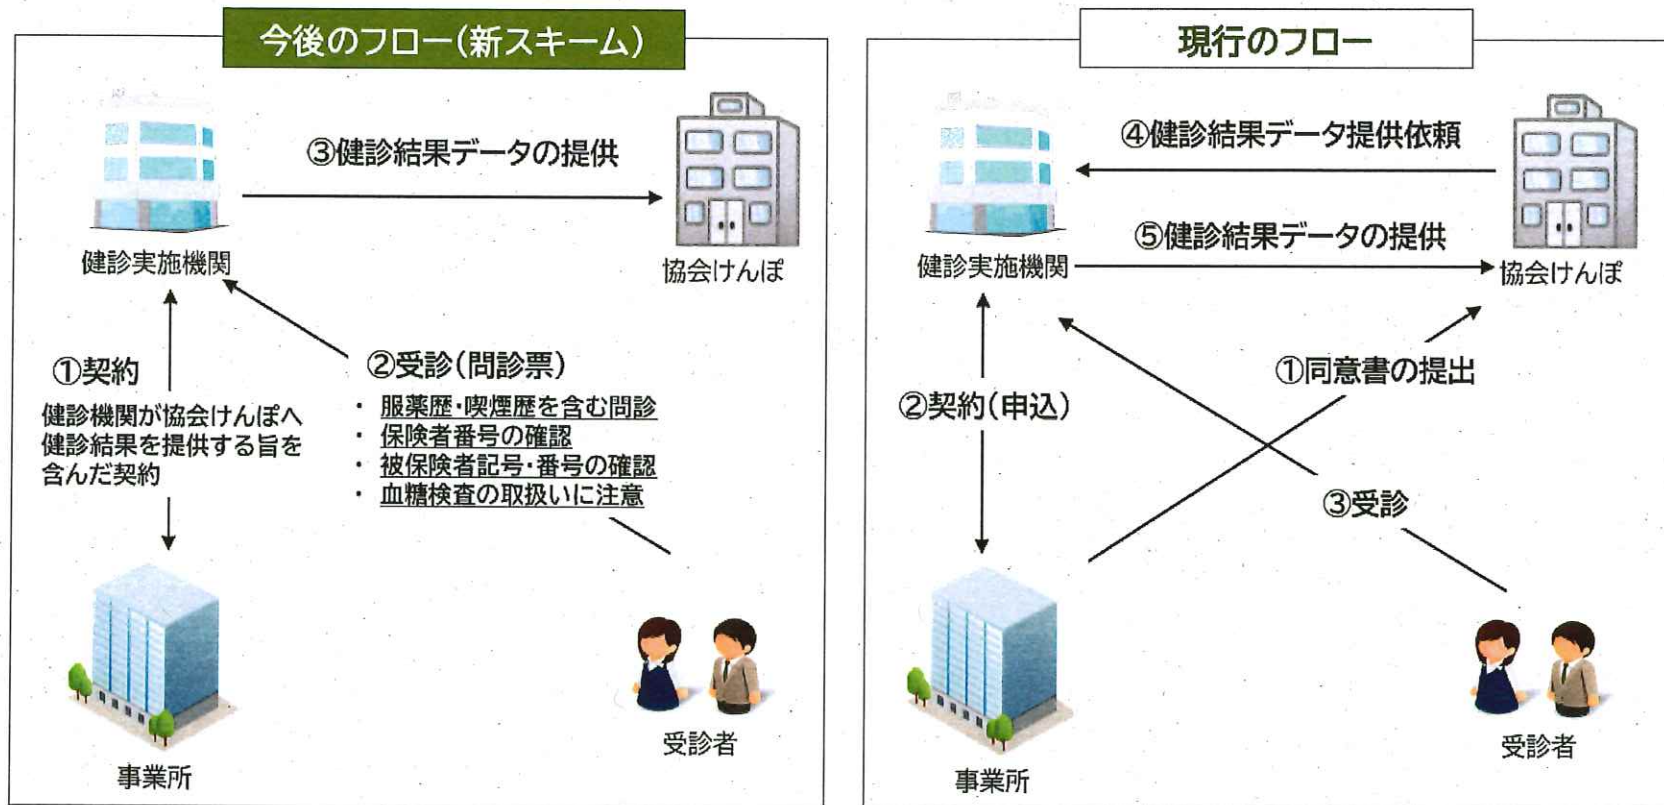 今後のフロー(新スキーム)
③健診結果データの提供
健診実施機関
協会けんぽ
①契約
健診機関が協会けんぽへ
健診結果を提供する旨を
含んだ契約
②受診(問診票)
・ 服薬歴・喫煙歴を含む問診
・ 保険者番号の確認
・ 被保険者記号・番号の確認
・ 血糖検査の取扱いに注意
事業所
受診者
現行のフロー
④健診結果データ提供依頼
⑤健診結果データの提供
健診実施機関
協会けんぽ
①同意書の提出
②契約(申込)
③受診
事業所
受診者